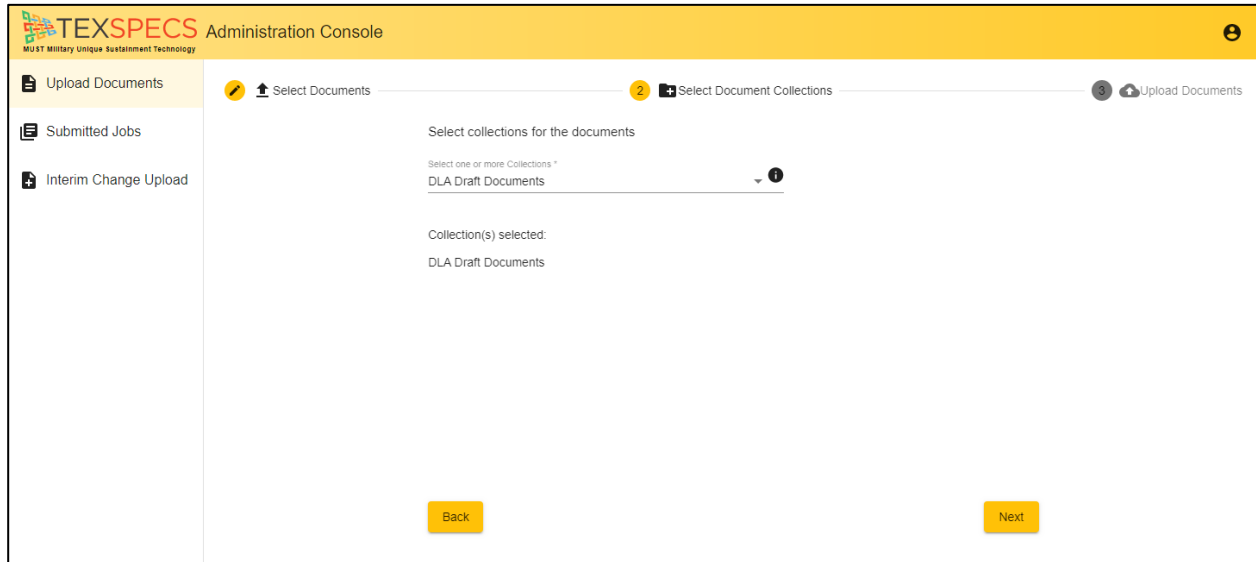 TEXSPECS Administration Console
MUST Military Unique Sustainment Technology
Upload Documents
Submitted Jobs
Interim Change Upload
Select Documents
2 Select Document Collections
3 Upload Documents
Select collections for the documents
Select one or more Collections *
DLA Draft Documents
Collection(s) selected:
DLA Draft Documents
Back
Next